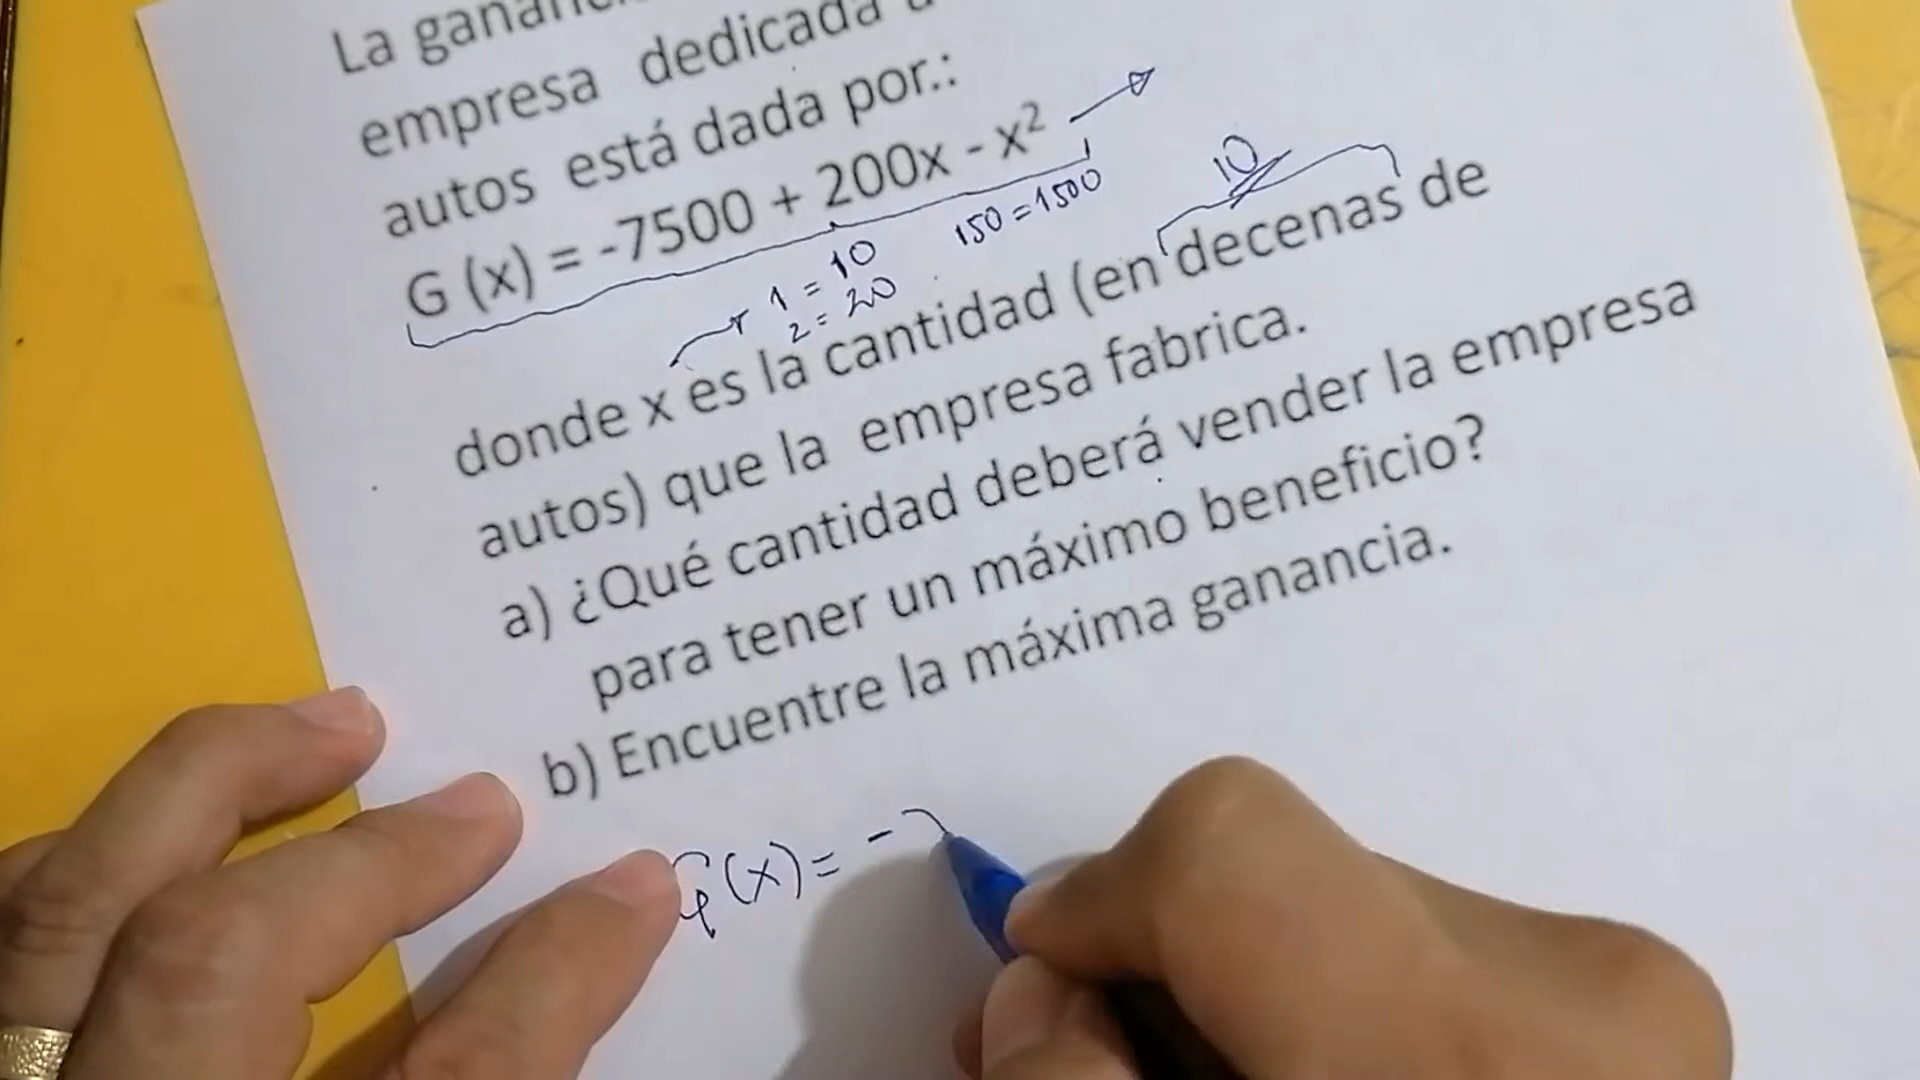 La
empresa dedicada
autos está dada por.:
G (x) = -7500 + 200x - x²
1 = 10
2 = 20
150 = 1500
10
donde x es la cantidad (en decenas de
autos) que la empresa fabrica.
a) ¿Qué cantidad deberá vender la empresa
para tener un máximo beneficio?
b) Encuentre la máxima ganancia.
G(x) = -